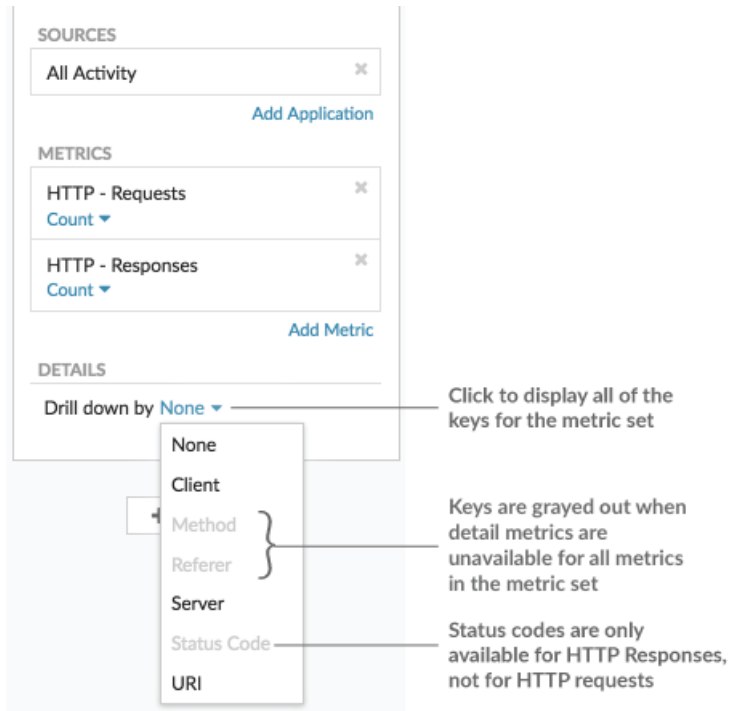 SOURCES
All Activity
Add Application
METRICS
HTTP - Requests
Count
HTTP - Responses
Count
Add Metric
DETAILS
Drill down by None
None
Client
Method
Referer
Server
Status Code
URI
Click to display all of the
keys for the metric set
Keys are grayed out when
detail metrics are
unavailable for all metrics
in the metric set
Status codes are only
available for HTTP Responses,
not for HTTP requests